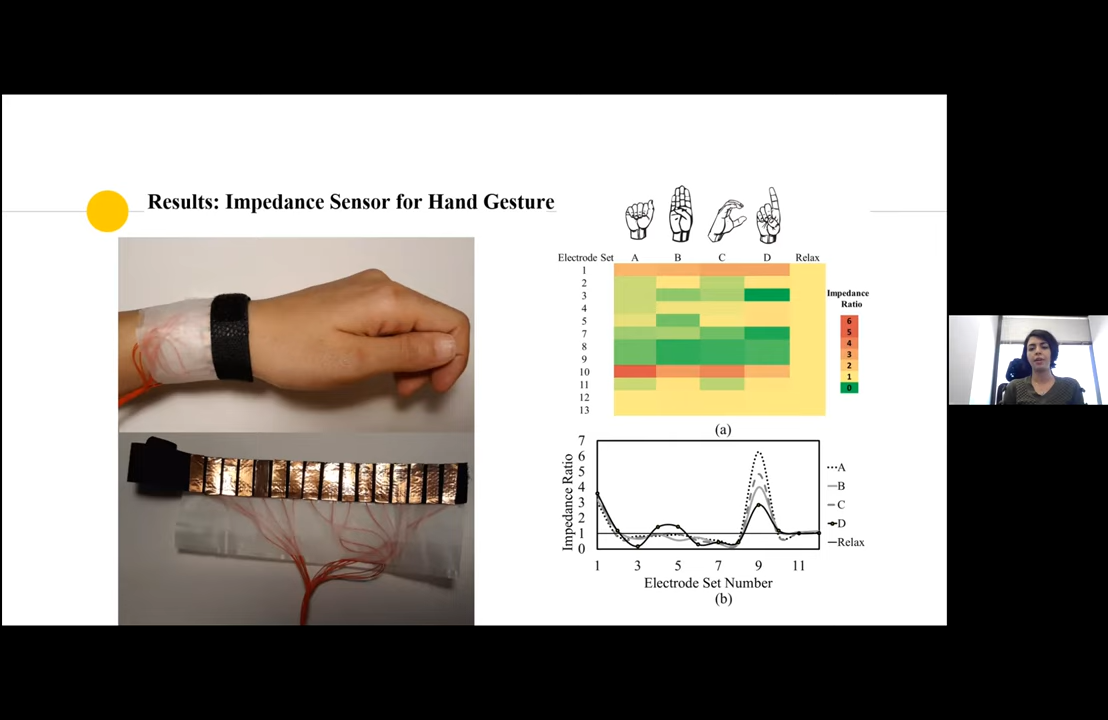 Results: Impedance Sensor for Hand Gesture
Electrode Set A B C D Relax
1
2
3
4
5
7
8
9
10
11
12
13
Impedance
Ratio
6
5
4
3
2
1
0
(a)
Impedance Ratio
7
6
5
4
3
2
1
0
1 3 5 7 9 11
Electrode Set Number
(b)
A
B
C
D
Relax